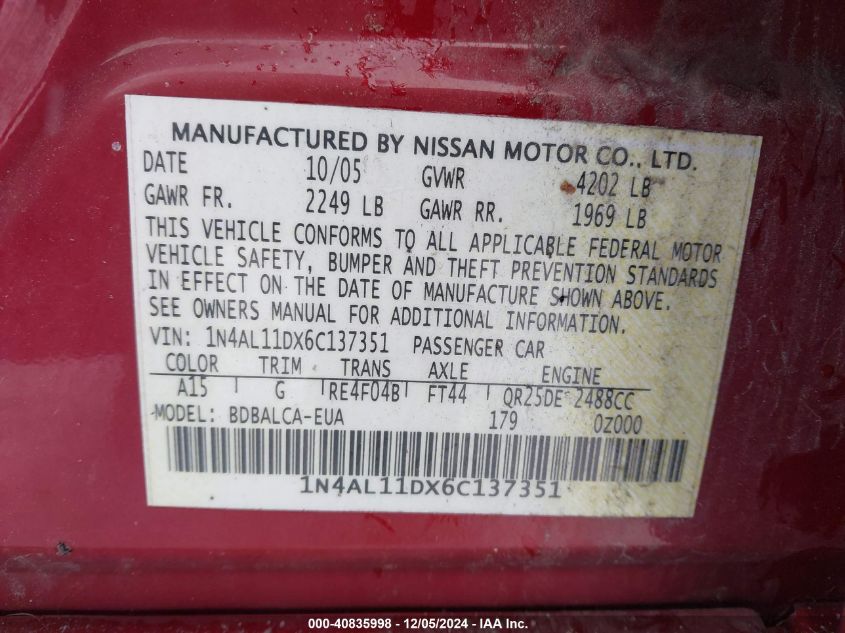 MANUFACTURED BY NISSAN MOTOR CO., LTD.
DATE 10/05 GVWR 4202 LB
GAWR FR. 2249 LB GAWR RR. 1969 LB
THIS VEHICLE CONFORMS TO ALL APPLICABLE FEDERAL MOTOR
VEHICLE SAFETY, BUMPER AND THEFT PREVENTION STANDARDS
IN EFFECT ON THE DATE OF MANUFACTURE SHOWN ABOVE.
SEE OWNERS MANUAL FOR ADDITIONAL INFORMATION.
VIN: 1N4AL11DX6C137351 PASSENGER CAR
COLOR TRIM TRANS AXLE ENGINE
A15 G RE4F04B FT44 QR25DE 2488CC
MODEL: BDBALCA-EUA 179 0Z000
1N4AL11DX6C137351
000-40835998 - 12/05/2024 - IAA Inc.